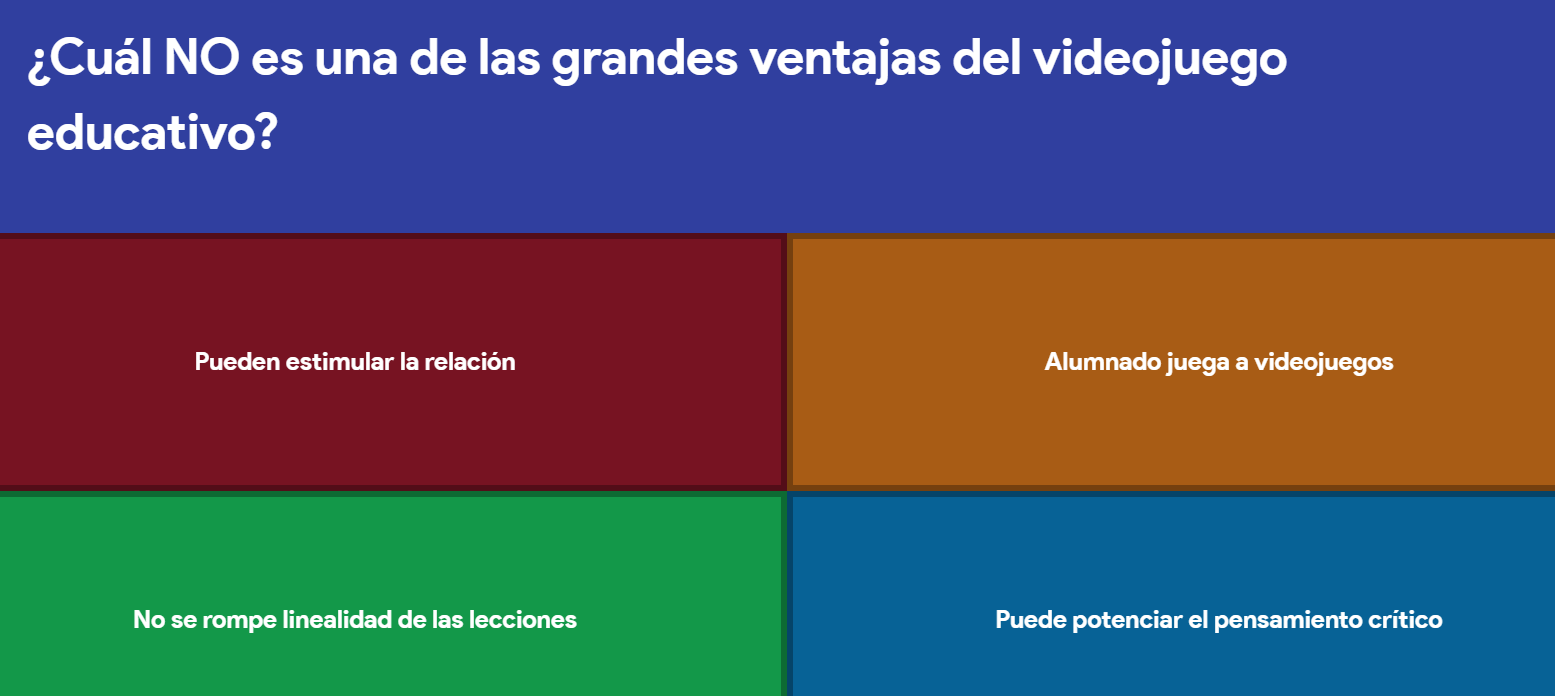 ¿Cuál NO es una de las grandes ventajas del videojuego
educativo?
Pueden estimular la relación
Alumnado juega a videojuegos
No se rompe linealidad de las lecciones
Puede potenciar el pensamiento crítico